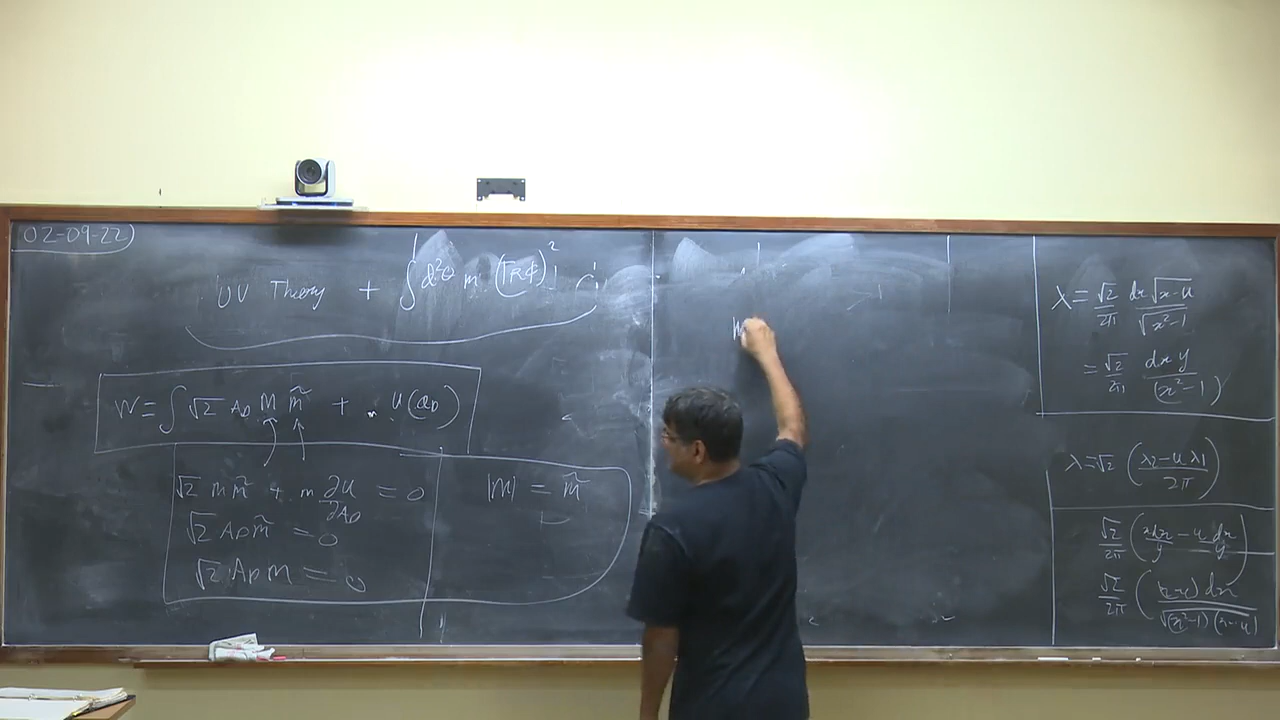 02-09-22
UV Theory + ∫ d²θ m (Tr ϕ)²
W = ∫ √2 A_D M m̃ + m U(a_D)
√2 m m̃ + m ∂u/∂A_D = 0
√2 A_D m̃ = 0
√2 A_D m = 0
|m| = m̃
λ = √2/2π dx √x-u / √x²-1
= √2/2π dx y / (x²-1)
λ = √2 (λ2 - u λ1 / 2π)
√2/2π (x dx/y - u dx/y)
√2/2π ( (x-u) dx / √(x²-1)(x-u)